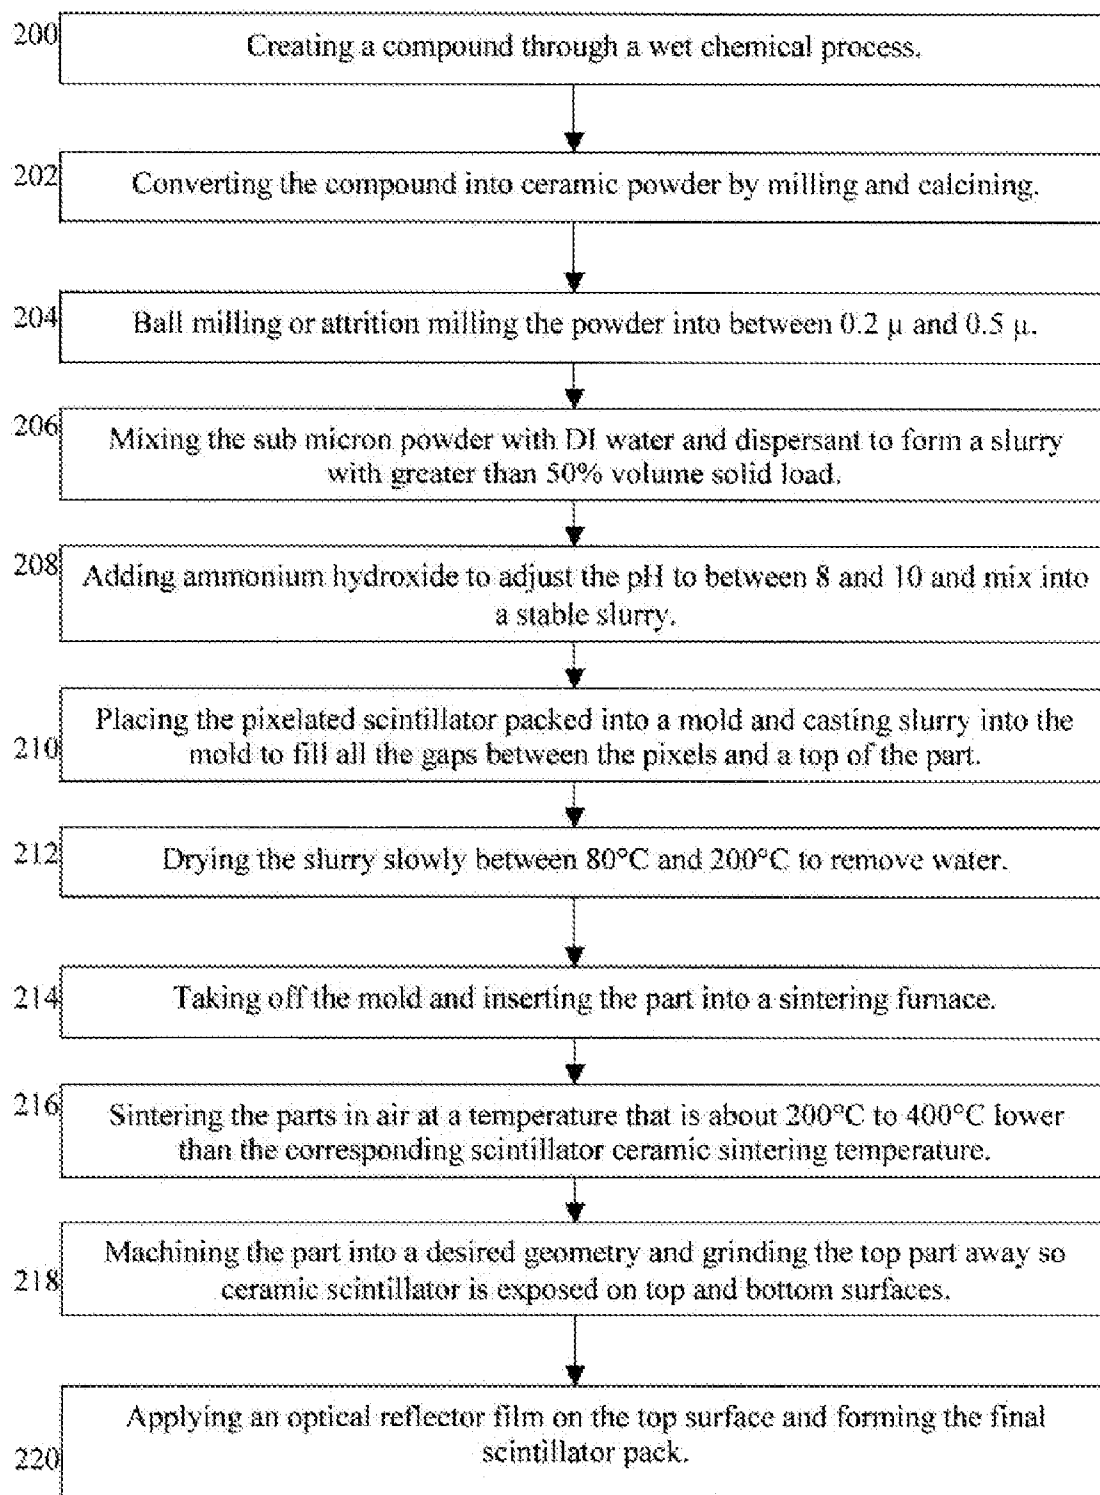 200
Creating a compound through a wet chemical process.
202
Converting the compound into ceramic powder by milling and calcining.
204
Ball milling or attrition milling the powder into between 0.2 μ and 0.5 μ.
206
Mixing the sub micron powder with DI water and dispersant to form a slurry
with greater than 50% volume solid load.
208
Adding ammonium hydroxide to adjust the pH to between 8 and 10 and mix into
a stable slurry.
210
Placing the pixelated scintillator packed into a mold and casting slurry into the
mold to fill all the gaps between the pixels and a top of the part.
212
Drying the slurry slowly between 80°C and 200°C to remove water.
214
Taking off the mold and inserting the part into a sintering furnace.
216
Sintering the parts in air at a temperature that is about 200°C to 400°C lower
than the corresponding scintillator ceramic sintering temperature.
218
Machining the part into a desired geometry and grinding the top part away so
ceramic scintillator is exposed on top and bottom surfaces.
220
Applying an optical reflector film on the top surface and forming the final
scintillator pack.